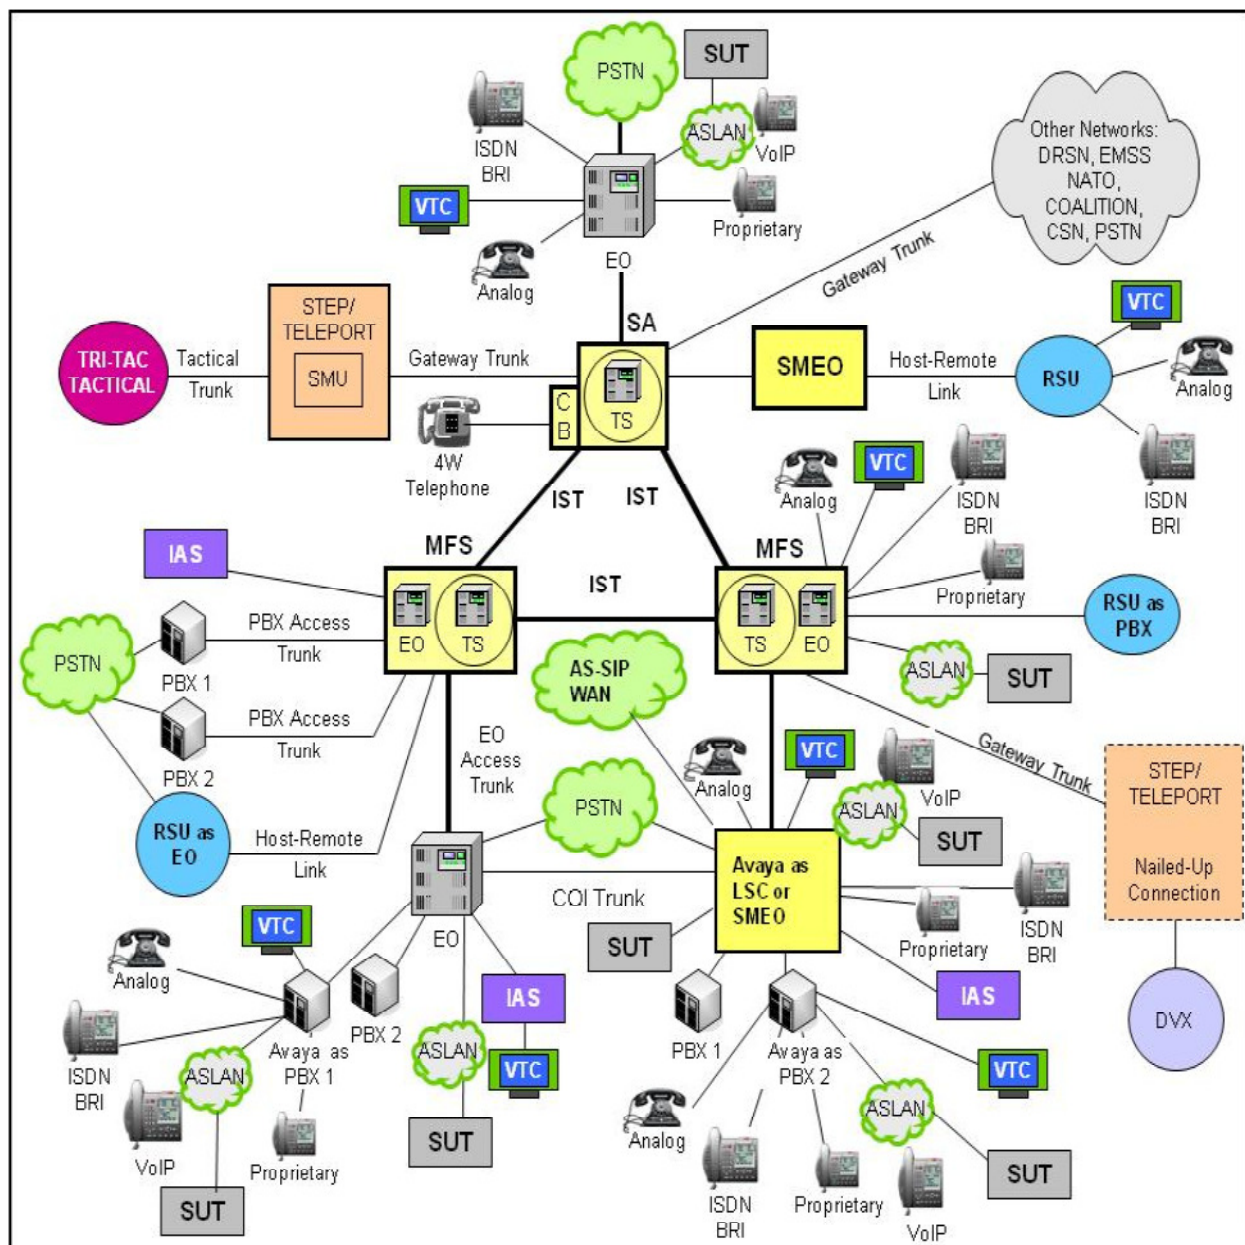 PSTN
SUT
ISDN
BRI
ASLAN
VoIP
VTC
Proprietary
Analog
EO
Other Networks:
DRSN, EMSS
NATO,
COALITION,
CSN, PSTN
Gateway Trunk
SA
VTC
STEP/
TELEPORT
SMU
TRI-TAC
TACTICAL
Tactical
Trunk
Gateway Trunk
TS
C
B
SMEO
Host-Remote
Link
RSU
Analog
4W
Telephone
ISDN
BRI
IST
IST
Analog
VTC
ISDN
BRI
MFS
MFS
IAS
IST
EO
TS
TS
EO
Proprietary
RSU as
PBX
PBX Access
Trunk
PSTN
PBX 1
AS-SIP
WAN
ASLAN
SUT
PBX Access
Trunk
PBX 2
EO
Access
Trunk
Analog
VTC
VoIP
Gateway Trunk
STEP/
TELEPORT
Nailed-Up
Connection
PSTN
ASLAN
SUT
RSU as
EO
Host-Remote
Link
Avaya as
LSC or
SMEO
COI Trunk
EO
VTC
Analog
SUT
Proprietary
ISDN
BRI
PBX 2
IAS
PBX 1
IAS
DVX
ISDN
BRI
ASLAN
Avaya as
PBX 1
ASLAN
VTC
Avaya as
PBX 2
VTC
VoIP
Proprietary
SUT
Analog
ASLAN
SUT
ISDN
BRI
Proprietary
VoIP
SUT